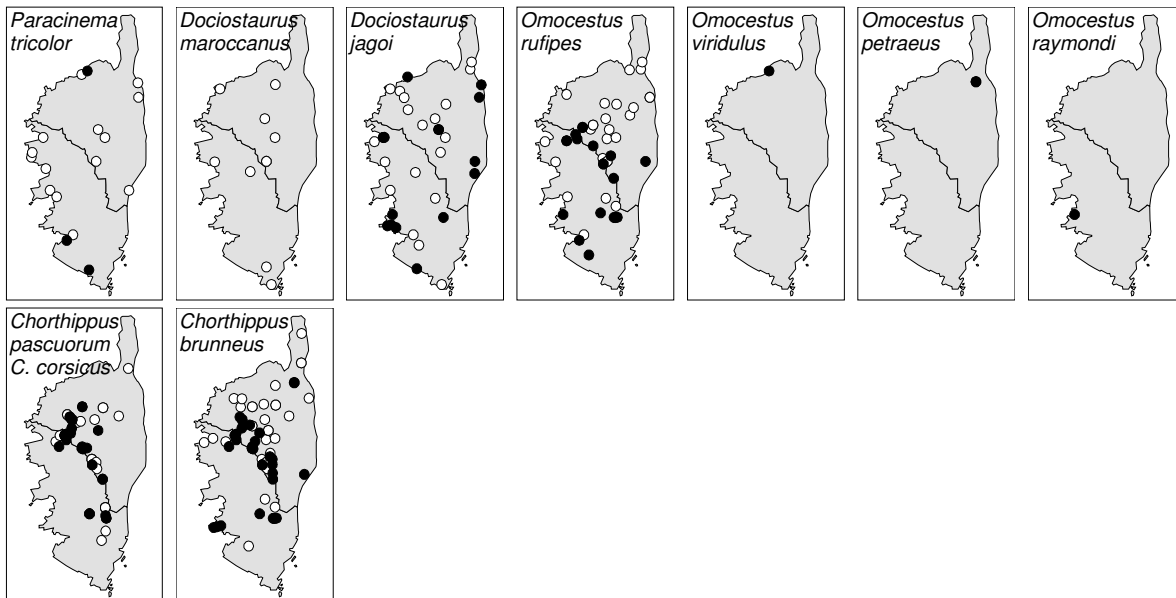 Paracinema
tricolor
Dociostaurus
maroccanus
Dociostaurus
jagoi
Omocestus
rufipes
Omocestus
viridulus
Omocestus
petraeus
Omocestus
raymondi
Chorthippus
pascuorum
C. corsicus
Chorthippus
brunneus